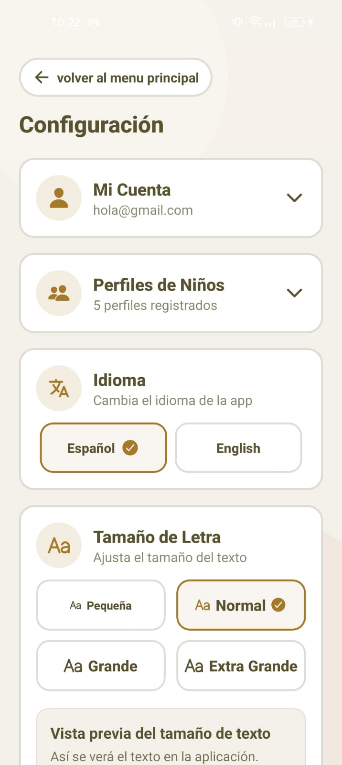 10:22
volver al menu principal
Configuración
Mi Cuenta
hola@gmail.com
Perfiles de Niños
5 perfiles registrados
Idioma
Cambia el idioma de la app
Español
English
Aa
Tamaño de Letra
Ajusta el tamaño del texto
Aa Pequeña
Aa Normal
Aa Grande
Aa Extra Grande
Vista previa del tamaño de texto
Así se verá el texto en la aplicación.